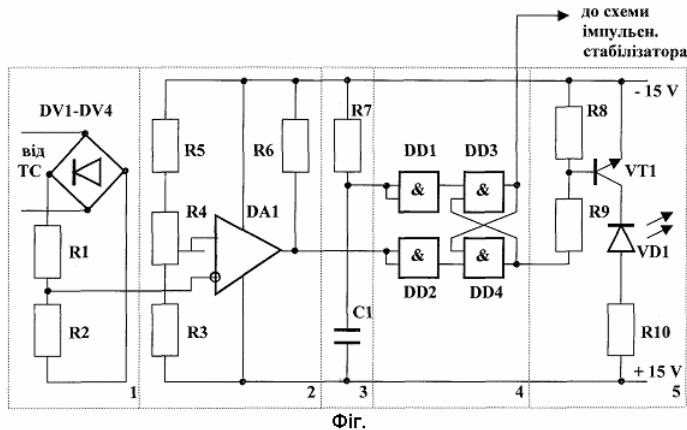 до схеми
імпульсн.
стабілізатора
- 15 V
DV1-DV4
від
ТС
R1
R2
1
R5
R4
R3
R6
DA1
2
R7
C1
3
DD1
DD3
&
&
&
&
DD2
DD4
4
R8
R9
VT1
VD1
R10
+ 15 V
5
Фіг.